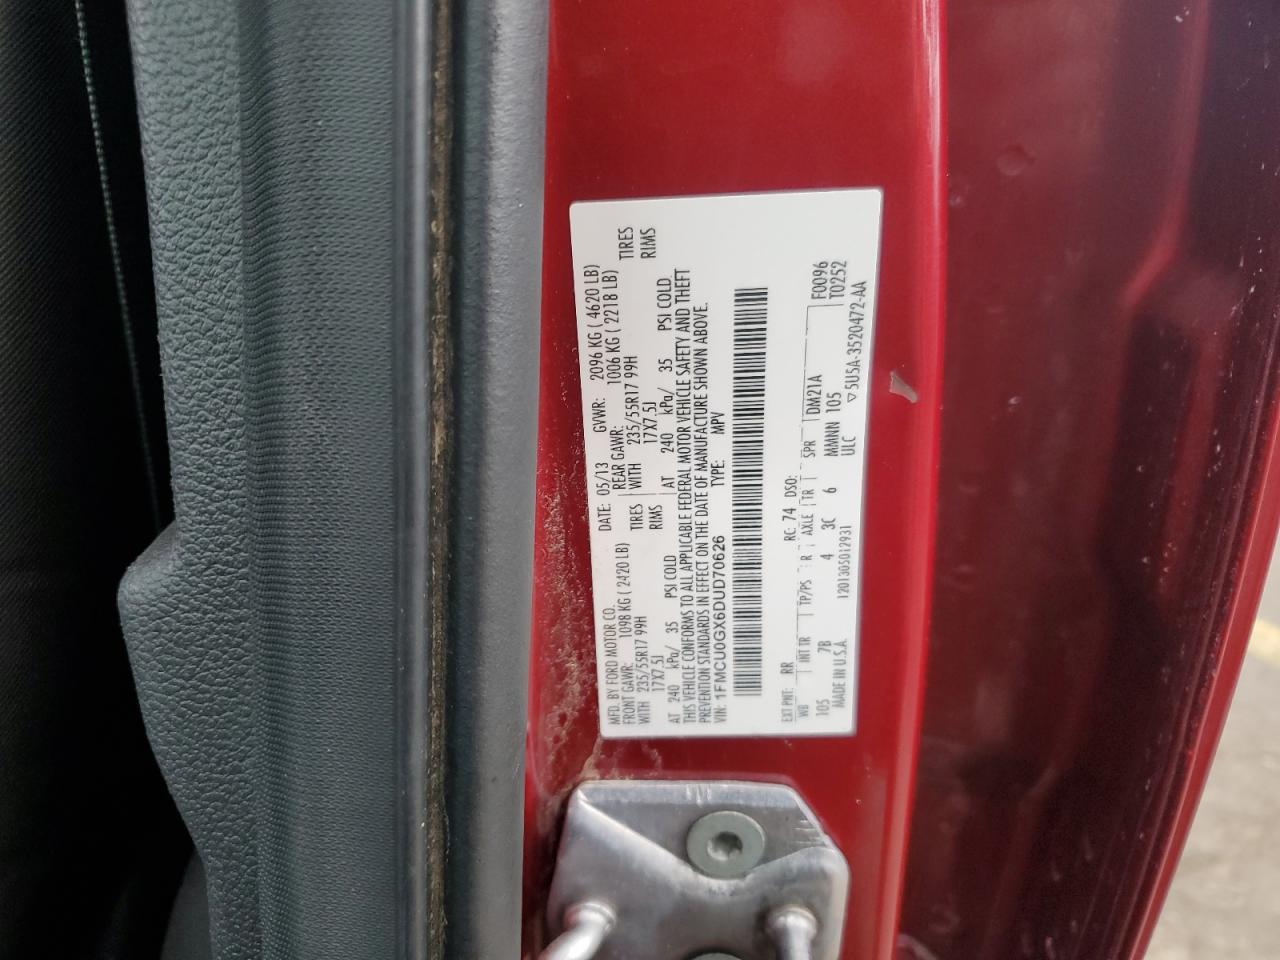 MFD. BY FORD MOTOR CO. DATE: 05/13 GVWR: 2096 KG ( 4620 LB)
FRONT GAWR: 1098 KG ( 2420 LB) REAR GAWR: 1006 KG ( 2218 LB)
WITH 235/55R17 99H TIRES WITH 235/55R17 99H TIRES
17X7.5J RIMS 17X7.5J RIMS
AT 240 kPa/ 35 PSI COLD AT 240 kPa/ 35 PSI COLD
THIS VEHICLE CONFORMS TO ALL APPLICABLE FEDERAL MOTOR VEHICLE SAFETY AND THEFT
PREVENTION STANDARDS IN EFFECT ON THE DATE OF MANUFACTURE SHOWN ABOVE.
VIN: 1FMCU0GX6DUD70626 TYPE: MPV
EXT PNT: RR RC: 74 DSO:
WB INT TR TP/PS R AXLE TR SPR DM21A F0096
105 7B 4 3C 6 MMNNN 105 T0252
MADE IN U.S.A. 1201305012931 ULC ▽5U5A-3520472-AA